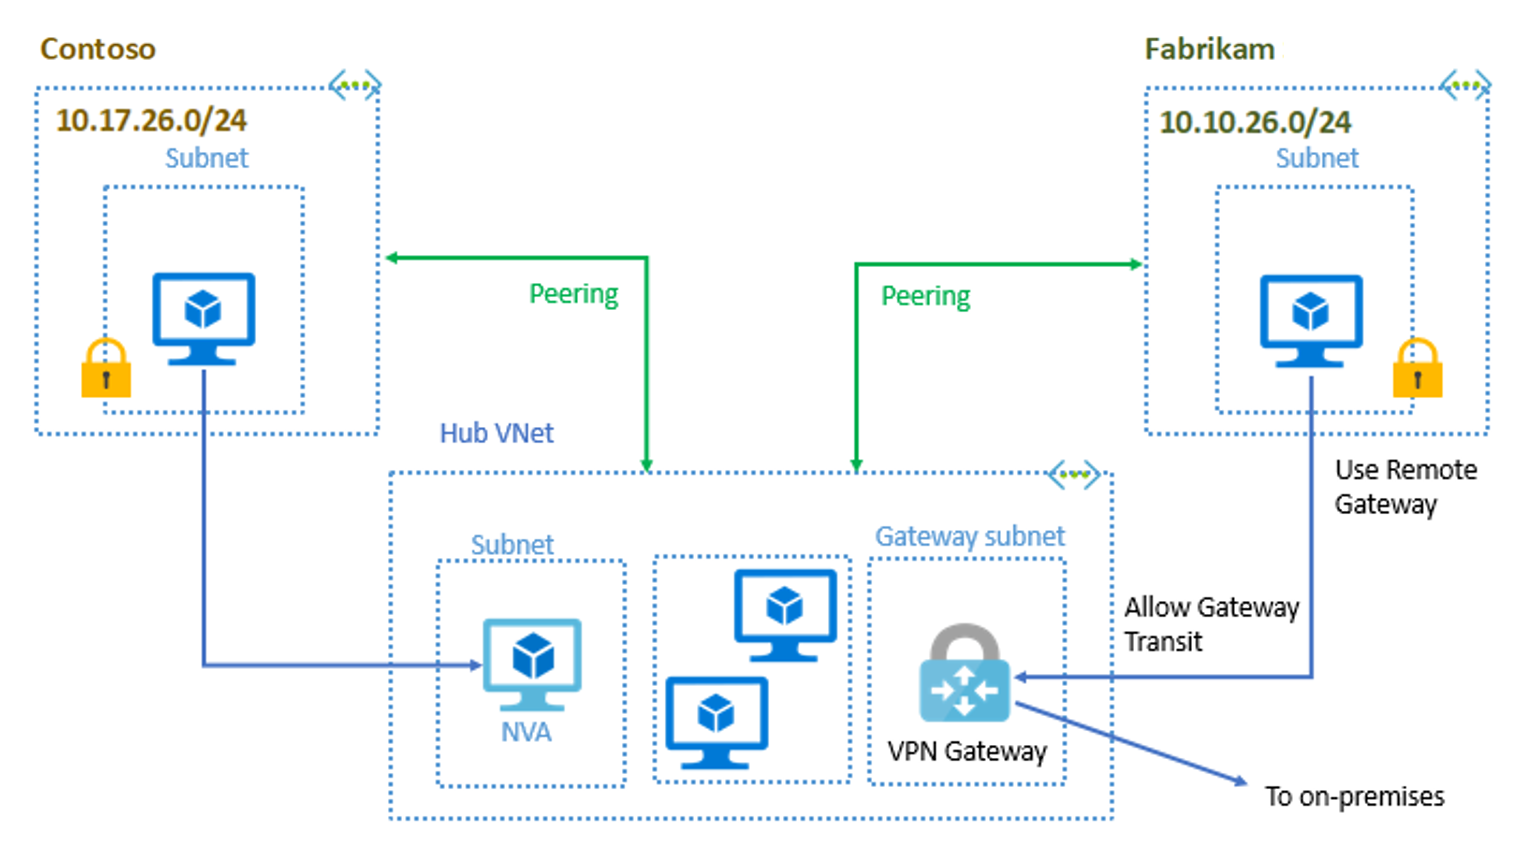 Contoso
10.17.26.0/24
Subnet
Fabrikam
10.10.26.0/24
Subnet
Peering
Peering
Hub VNet
Use Remote
Gateway
Subnet
NVA
Gateway subnet
VPN Gateway
Allow Gateway
Transit
To on-premises